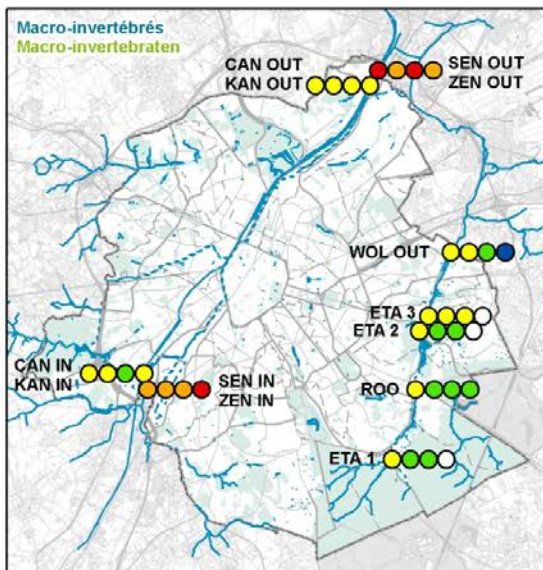 Macro-invertébrés
Macro-invertebraten
CAN OUT
KAN OUT
SEN OUT
ZEN OUT
WOL OUT
ETA 3
ETA 2
CAN IN
KAN IN
SEN IN
ZEN IN
ROO
ETA 1